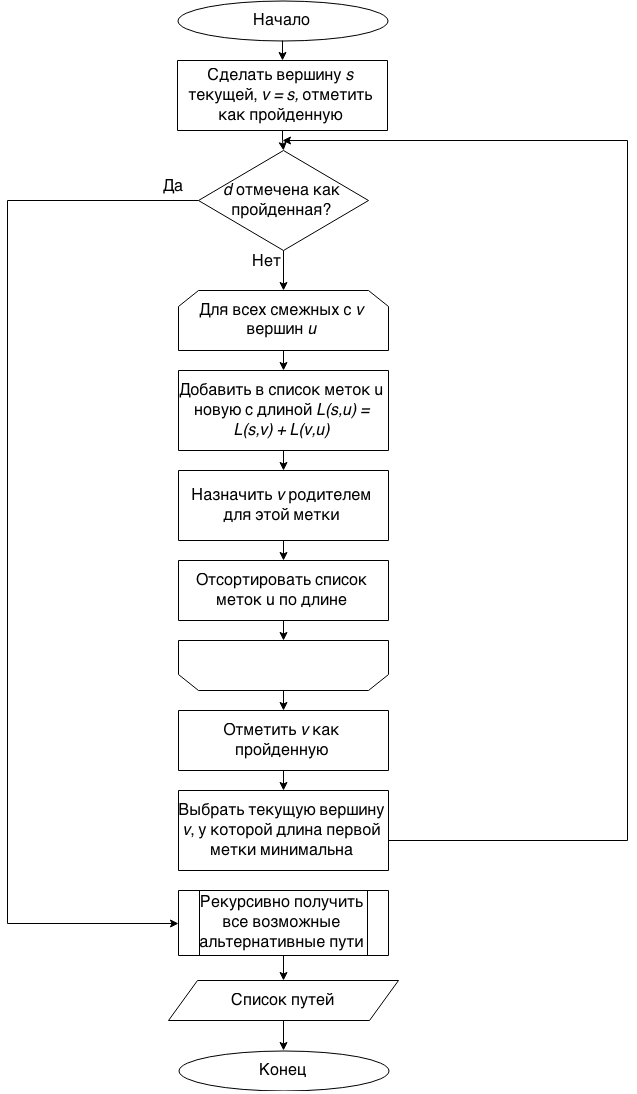 Начало
Сделать вершину s
текущей, v = s, отметить
как пройденную
Да
d отмечена как
пройденная?
Нет
Для всех смежных с v
вершин u
Добавить в список меток u
новую с длиной L(s,u) =
L(s,v) + L(v,u)
Назначить v родителем
для этой метки
Отсортировать список
меток u по длине
Отметить v как
пройденную
Выбрать текущую вершину
v, у которой длина первой
метки минимальна
Рекурсивно получить
все возможные
альтернативные пути
Список путей
Конец